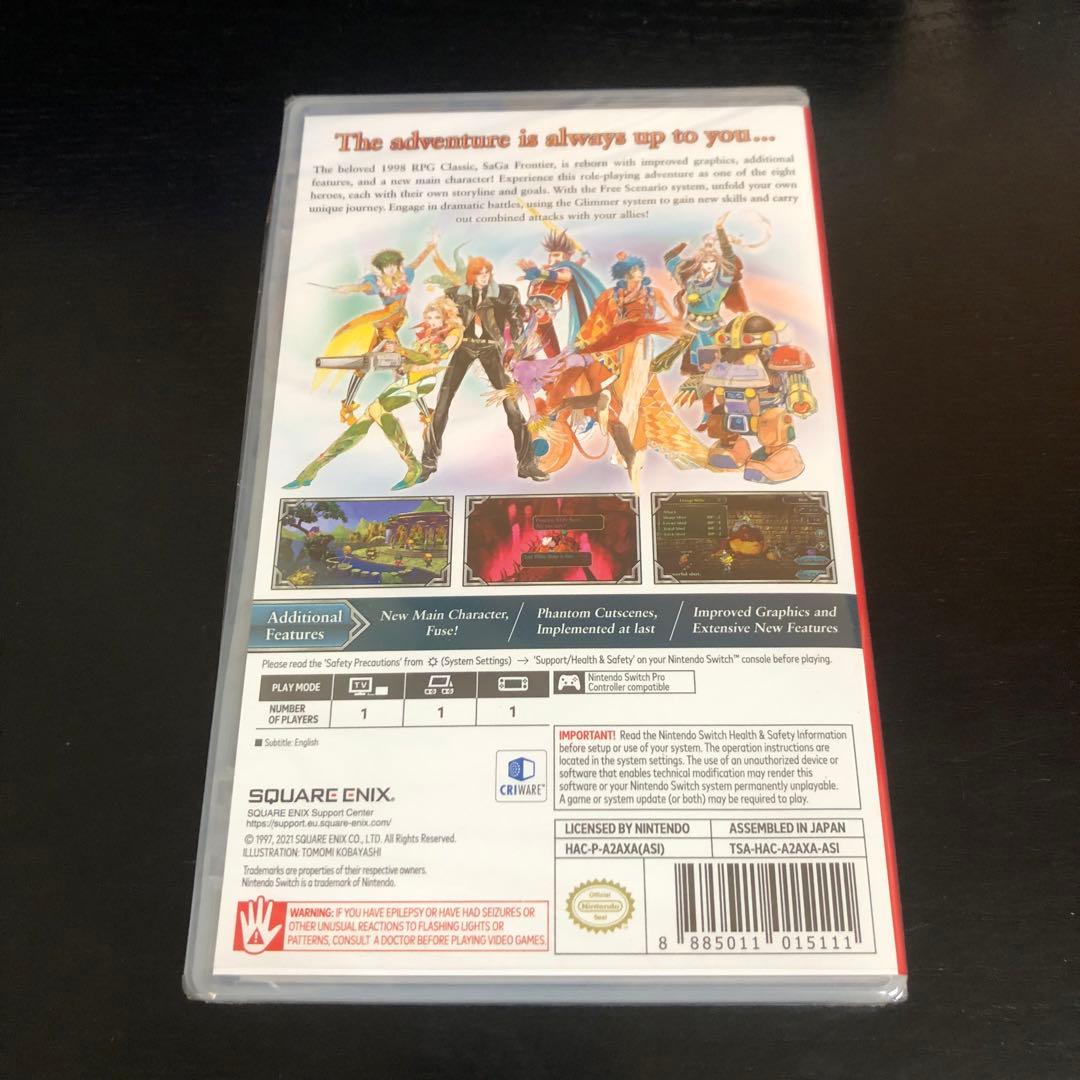 The adventure is always up to you...
The beloved 1998 RPG Classic, SaGa Frontier, is reborn with improved graphics, additional
features, and a new main character! Experience this role-playing adventure as one of the eight
heroes, each with their own storyline and goals. With the Free Scenario system, unfold your own
unique journey. Engage in dramatic battles, using the Glimmer system to gain new skills and carry
out combined attacks with your allies!
Additional
Features
New Main Character,
Fuse!
Phantom Cutscenes,
Implemented at last
Improved Graphics and
Extensive New Features
Please read the 'Safety Precautions' from (System Settings) → 'Support/Health & Safety' on your Nintendo Switch™ console before playing.
PLAY MODE
TV
Nintendo Switch Pro
Controller compatible
NUMBER
OF PLAYERS
1
1
1
■ Subtitle: English
CRIWARE™
IMPORTANT! Read the Nintendo Switch Health & Safety Information
before setup or use of your system. The operation instructions are
located in the system settings. The use of an unauthorized device or
software that enables technical modification may render this
software or your Nintendo Switch system permanently unplayable.
A game or system update (or both) may be required to play.
SQUARE ENIX.
SQUARE ENIX Support Center
https://support.eu.square-enix.com/
© 1997, 2021 SQUARE ENIX CO., LTD. All Rights Reserved.
ILLUSTRATION: TOMOMI KOBAYASHI
Trademarks are properties of their respective owners.
Nintendo Switch is a trademark of Nintendo.
LICENSED BY NINTENDO
ASSEMBLED IN JAPAN
HAC-P-A2AXA(ASI)
TSA-HAC-A2AXA-ASI
WARNING: IF YOU HAVE EPILEPSY OR HAVE HAD SEIZURES OR
OTHER UNUSUAL REACTIONS TO FLASHING LIGHTS OR
PATTERNS, CONSULT A DOCTOR BEFORE PLAYING VIDEO GAMES.
Official
Nintendo
Seal
8 885011 015111